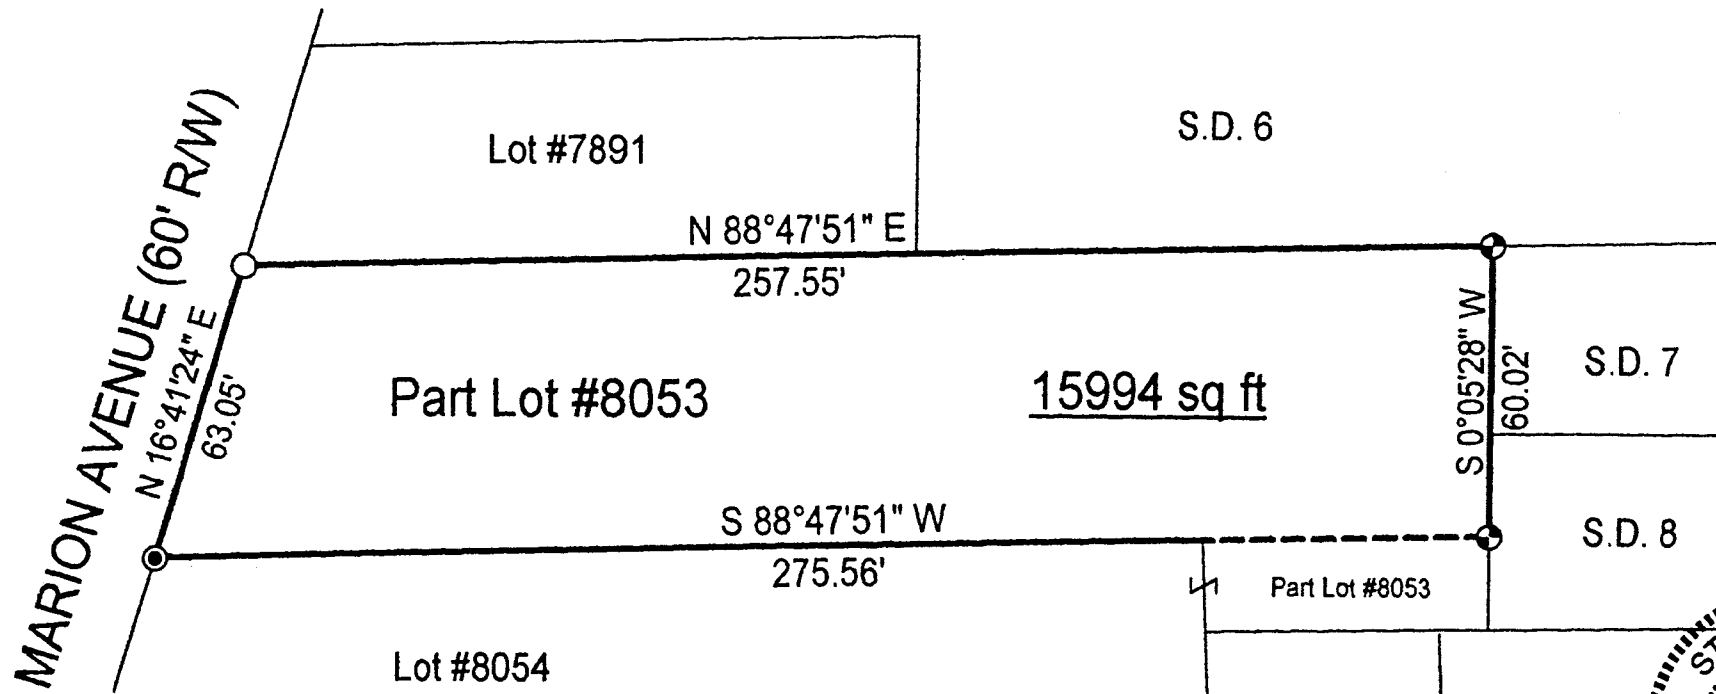 MARION AVENUE (60' R/W)
Lot #7891
S.D. 6
N 88°47'51" E
257.55'
N 16°41'24" E
63.05'
Part Lot #8053
15994 sq ft
S 0°05'28" W
60.02'
S.D. 7
S 88°47'51" W
275.56'
S.D. 8
Part Lot #8053
Lot #8054